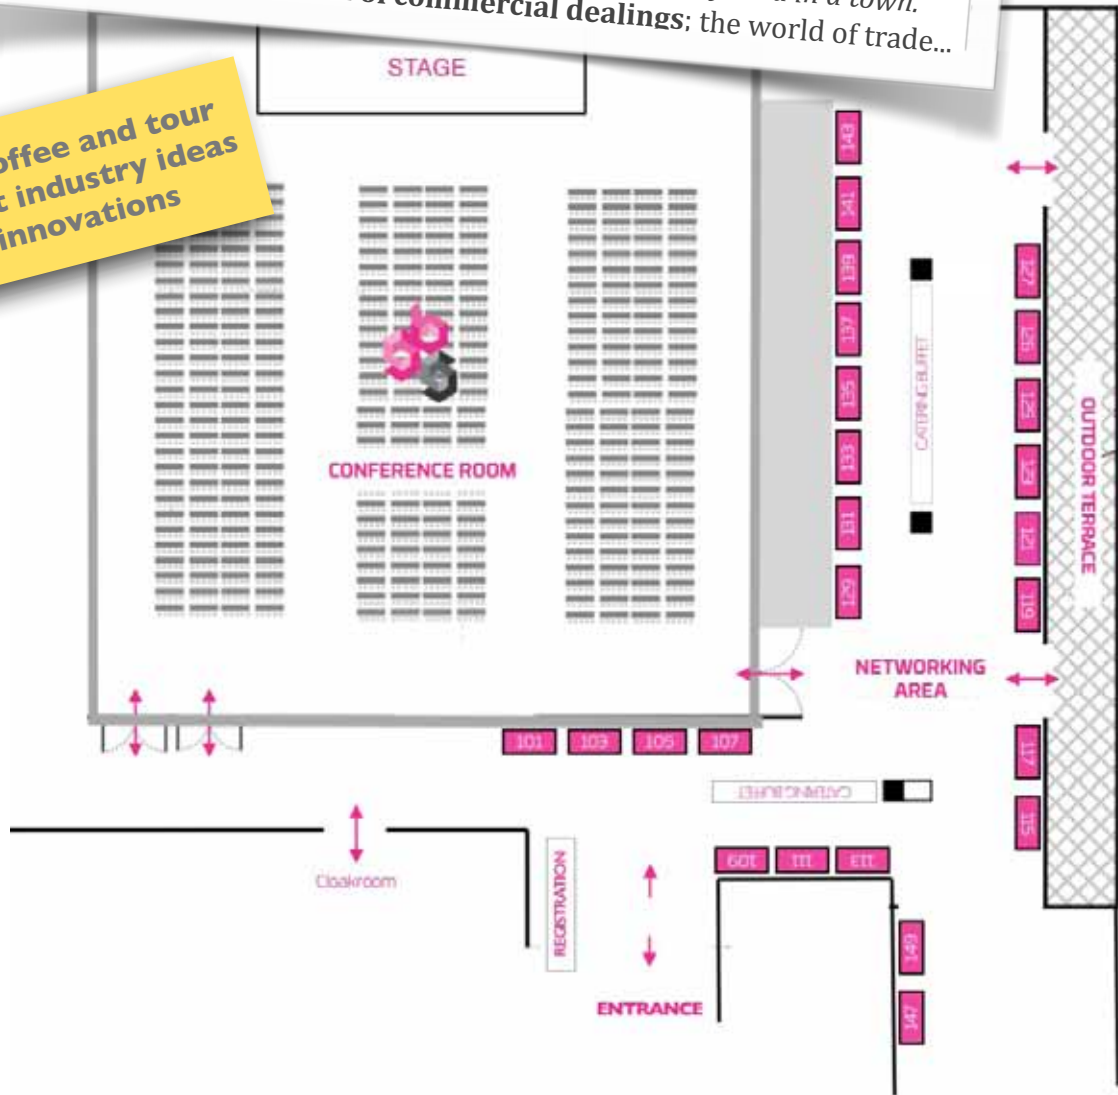 in a town.
of commercial dealings; the world of trade...
STAGE
offee and tour
t industry ideas
innovations
143
141
139
137
135
133
131
129
CATERING BUFFET
127
125
123
121
119
OUTDOOR TERRACE
CONFERENCE ROOM
NETWORKING
AREA
101
103
105
107
117
115
CATERING BUFFET
109
111
113
Cloakroom
REGISTRATION
ENTRANCE
149
147